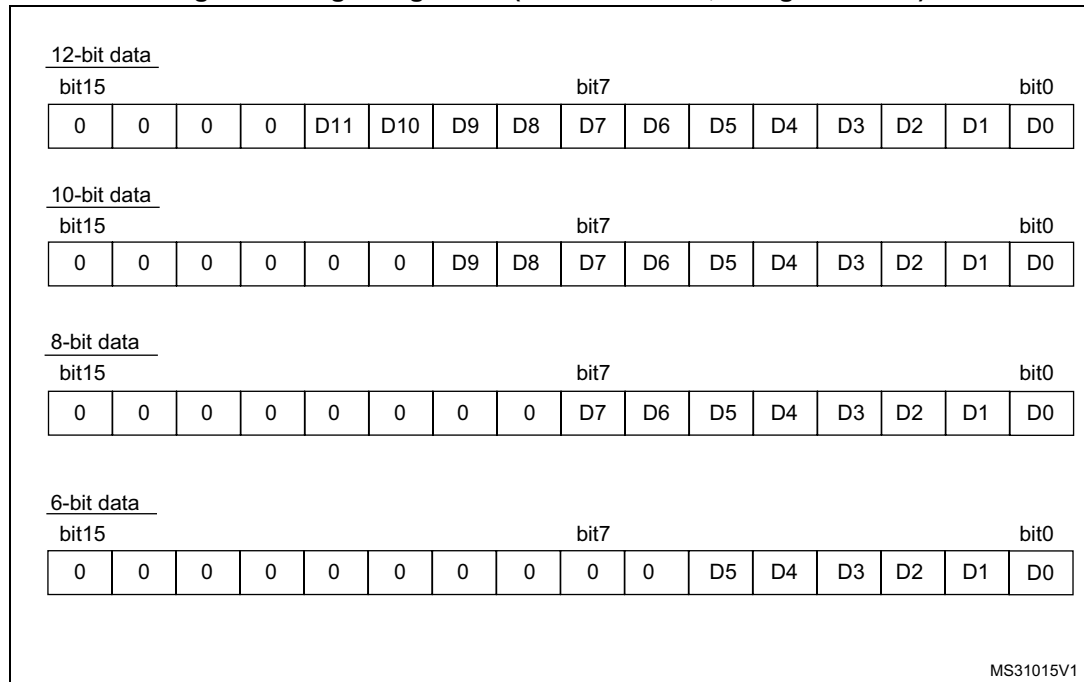 12-bit data
bit15 bit7 bit0
0 0 0 0 D11 D10 D9 D8 D7 D6 D5 D4 D3 D2 D1 D0
10-bit data
bit15 bit7 bit0
0 0 0 0 0 0 D9 D8 D7 D6 D5 D4 D3 D2 D1 D0
8-bit data
bit15 bit7 bit0
0 0 0 0 0 0 0 0 D7 D6 D5 D4 D3 D2 D1 D0
6-bit data
bit15 bit7 bit0
0 0 0 0 0 0 0 0 0 0 D5 D4 D3 D2 D1 D0
MS31015V1